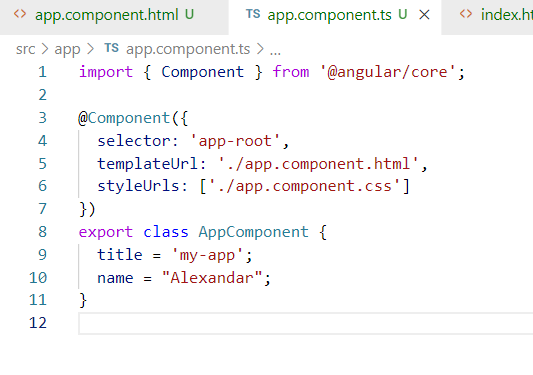 <> app.component.html U TS app.component.ts U × <> index.ht
src > app > TS app.component.ts > ...
1 import { Component } from '@angular/core';
2
3 @Component({
4 selector: 'app-root',
5 templateUrl: './app.component.html',
6 styleUrls: ['./app.component.css']
7 })
8 export class AppComponent {
9 title = 'my-app';
10 name = "Alexandar";
11 }
12